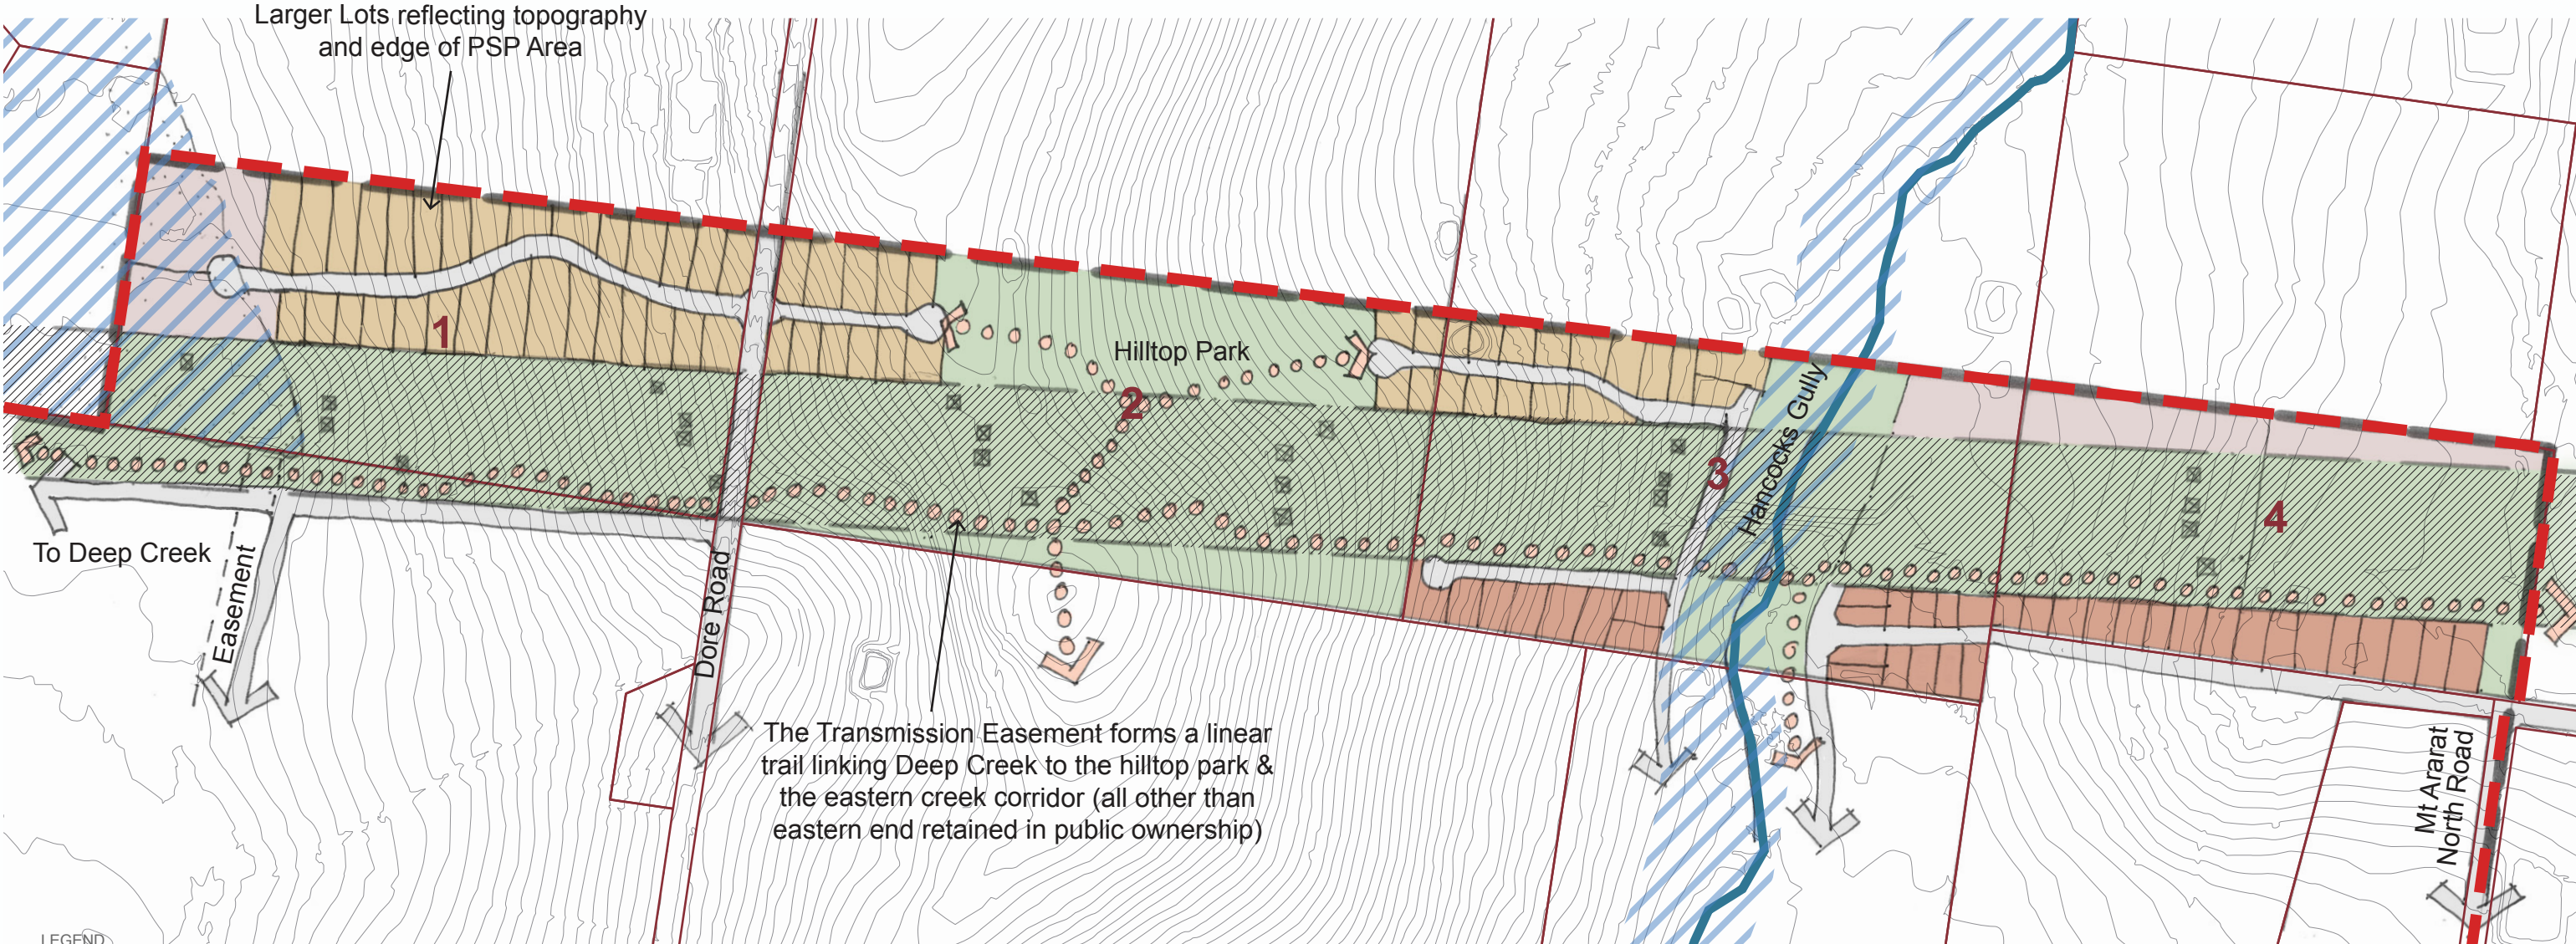 Larger Lots reflecting topography
and edge of PSP Area
1
Hilltop Park
2
3
Hancocks Gully
4
To Deep Creek
Easement
Dore Road
The Transmission Easement forms a linear
trail linking Deep Creek to the hilltop park &
the eastern creek corridor (all other than
eastern end retained in public ownership)
Mt Ararat
North Road
LEGEND